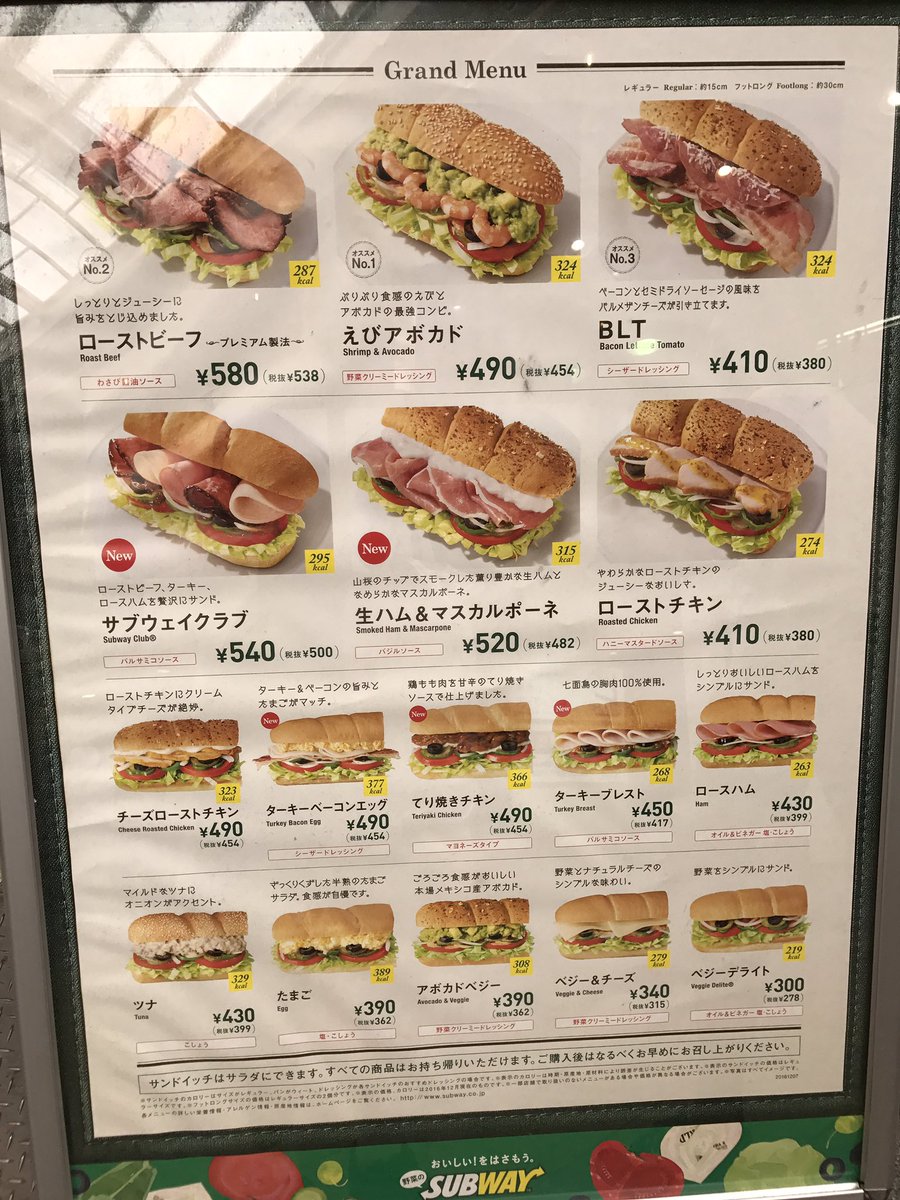 Grand Menu
レギュラー Regular：約15cm フットロング Footlong：約30cm
オススメ
No.2
287
kcal
しっとりとジューシーに
旨みをとじ込めました。
ローストビーフ 〜プレミアム製法〜
Roast Beef
わさび醤油ソース
¥580(税抜¥538)
オススメ
No.1
324
kcal
ぷりぷり食感のえびと
アボカドの最強コンビ。
えびアボカド
Shrimp & Avocado
野菜クリーミードレッシング
¥490(税抜¥454)
オススメ
No.3
324
kcal
ベーコンとセミドライソーセージの風味を
パルメザンチーズが引き立てます。
BLT
Bacon Lettuce Tomato
シーザードレッシング
¥410(税抜¥380)
New
295
kcal
ローストビーフ、ターキー、
ロースハムを贅沢にサンド。
サブウェイクラブ
Subway Club®
バルサミコソース
¥540(税抜¥500)
New
315
kcal
山桜のチップでスモークした薫り豊かな生ハムと
なめらかなマスカルポーネ。
生ハム＆マスカルポーネ
Smoked Ham & Mascarpone
バジルソース
¥520(税抜¥482)
274
kcal
やわらかなローストチキンの
ジューシーなおいしさ。
ローストチキン
Roasted Chicken
ハニーマスタードソース
¥410(税抜¥380)
ローストチキンにクリーム
タイプチーズが絶妙。
323
kcal
チーズローストチキン
Cheese Roasted Chicken
¥490
(税抜¥454)
ターキー＆ベーコンの旨みと
たまごがマッチ。
New
377
kcal
ターキーベーコンエッグ
Turkey Bacon Egg
¥490
(税抜¥454)
シーザードレッシング
鶏もも肉を甘辛のてり焼き
ソースで仕上げました。
New
366
kcal
てり焼きチキン
Teriyaki Chicken
¥490
(税抜¥454)
マヨネーズタイプ
七面鳥の胸肉100％使用。
New
268
kcal
ターキーブレスト
Turkey Breast
¥450
(税抜¥417)
バルサミコソース
しっとりおいしいロースハムを
シンプルにサンド。
263
kcal
ロースハム
Ham
¥430
(税抜¥399)
オイル＆ビネガー 塩・こしょう
マイルドなツナに
オニオンがアクセント。
329
kcal
ツナ
Tuna
¥430
(税抜¥399)
こしょう
ざっくりくずした半熟のたまご
サラダ。食感が自慢です。
389
kcal
たまご
Egg
¥390
(税抜¥362)
塩・こしょう
ごろごろ食感がおいしい
本場メキシコ産アボカド。
308
kcal
アボカドベジー
Avocado & Veggie
¥390
(税抜¥362)
野菜クリーミードレッシング
野菜とナチュラルチーズの
シンプルな味わい。
279
kcal
ベジー＆チーズ
Veggie & Cheese
¥340
(税抜¥315)
野菜クリーミードレッシング
野菜をシンプルにサンド。
219
kcal
ベジーデライト
Veggie Delite®
¥300
(税抜¥278)
オイル＆ビネガー 塩・こしょう
サンドイッチはサラダにできます。すべての商品はお持ち帰りいただけます。ご購入後はなるべくお早めにお召し上がりください。
http://www.subway.co.jp
20161207
おいしい!をはさもう。
野菜の
SUBWAY